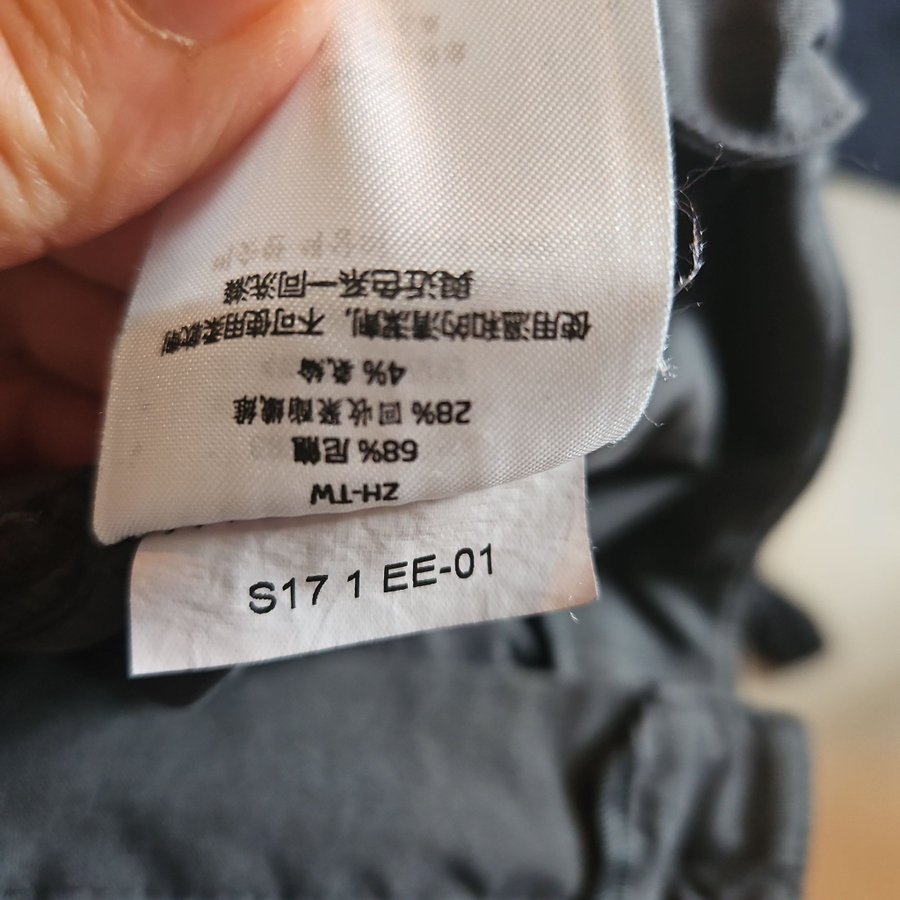 ZH-TW
68% 尼龍
28% 回收聚酯纖維
4% 氨綸
使用溫和的清潔劑，不可使用柔軟劑
與近色系一同洗滌
S17 1 EE-01